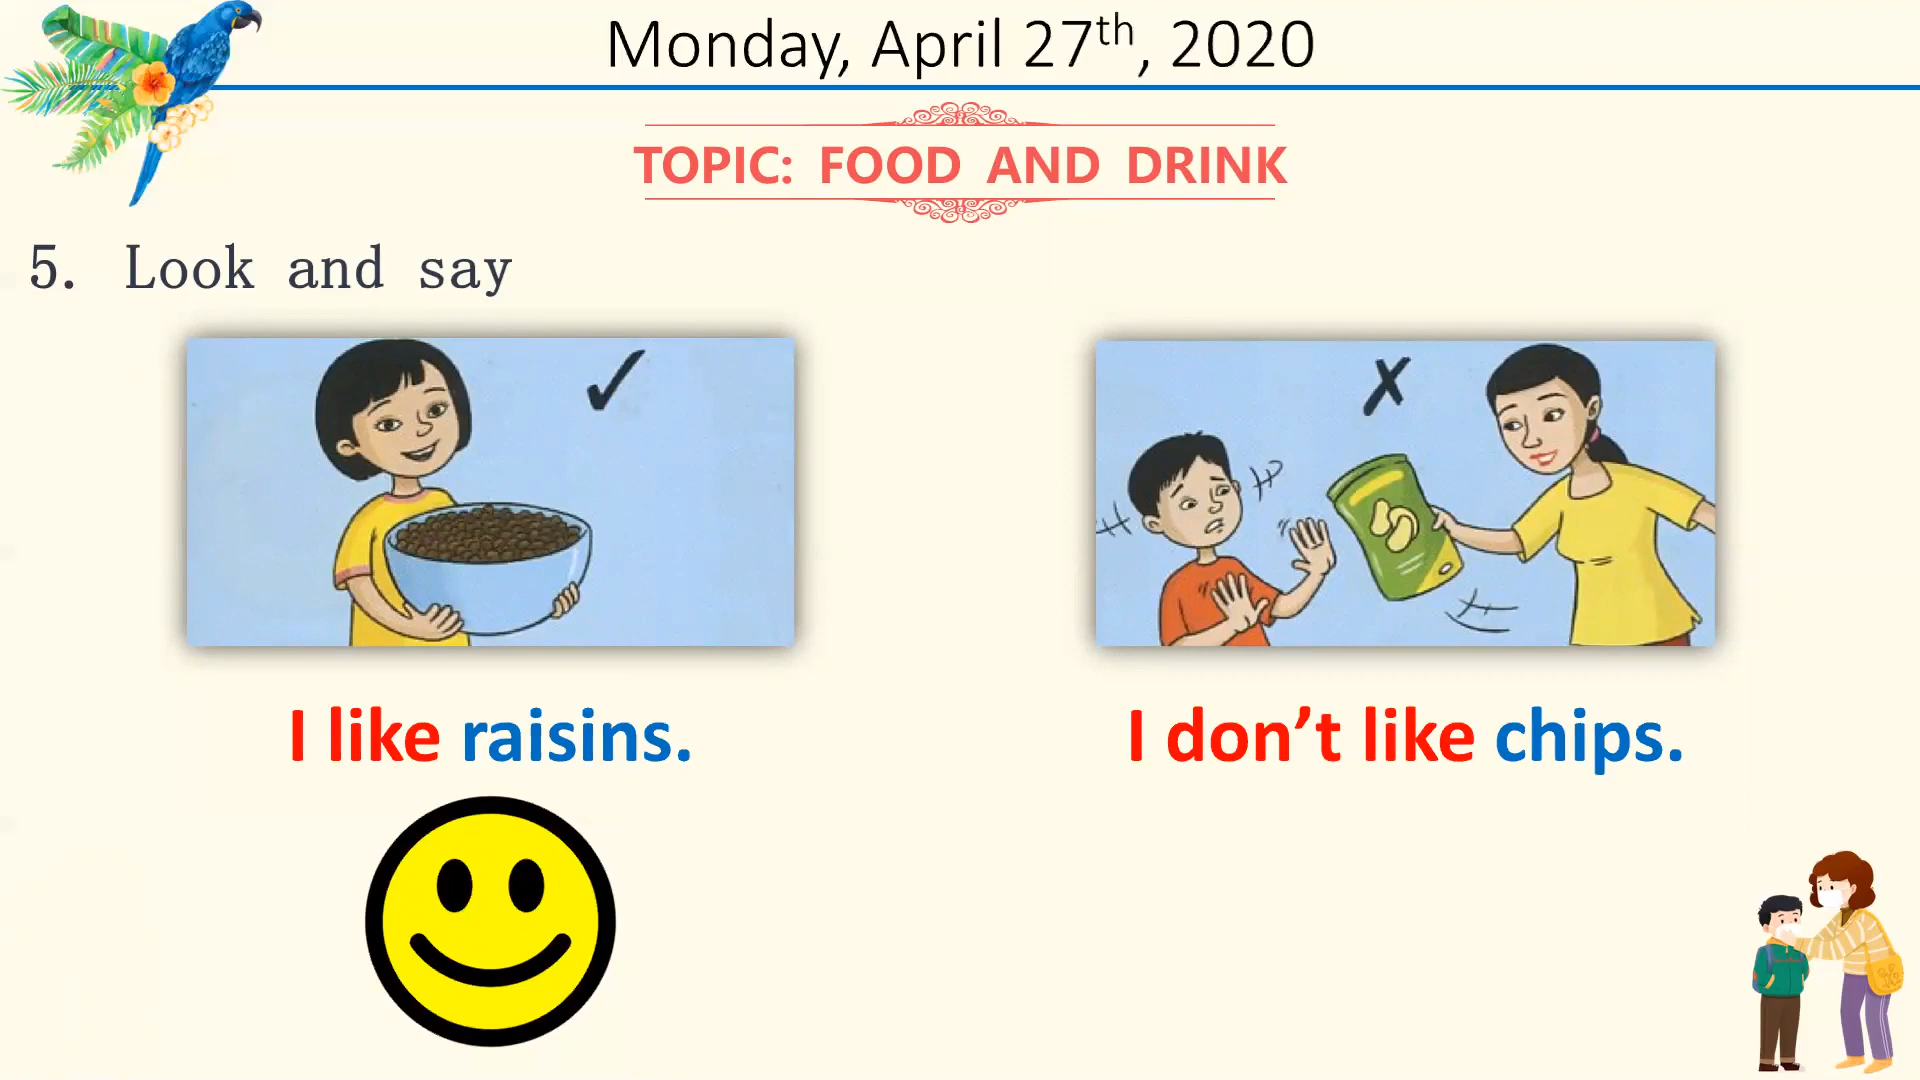 Monday, April 27th, 2020
TOPIC: FOOD AND DRINK
5. Look and say
I like raisins.
I don’t like chips.